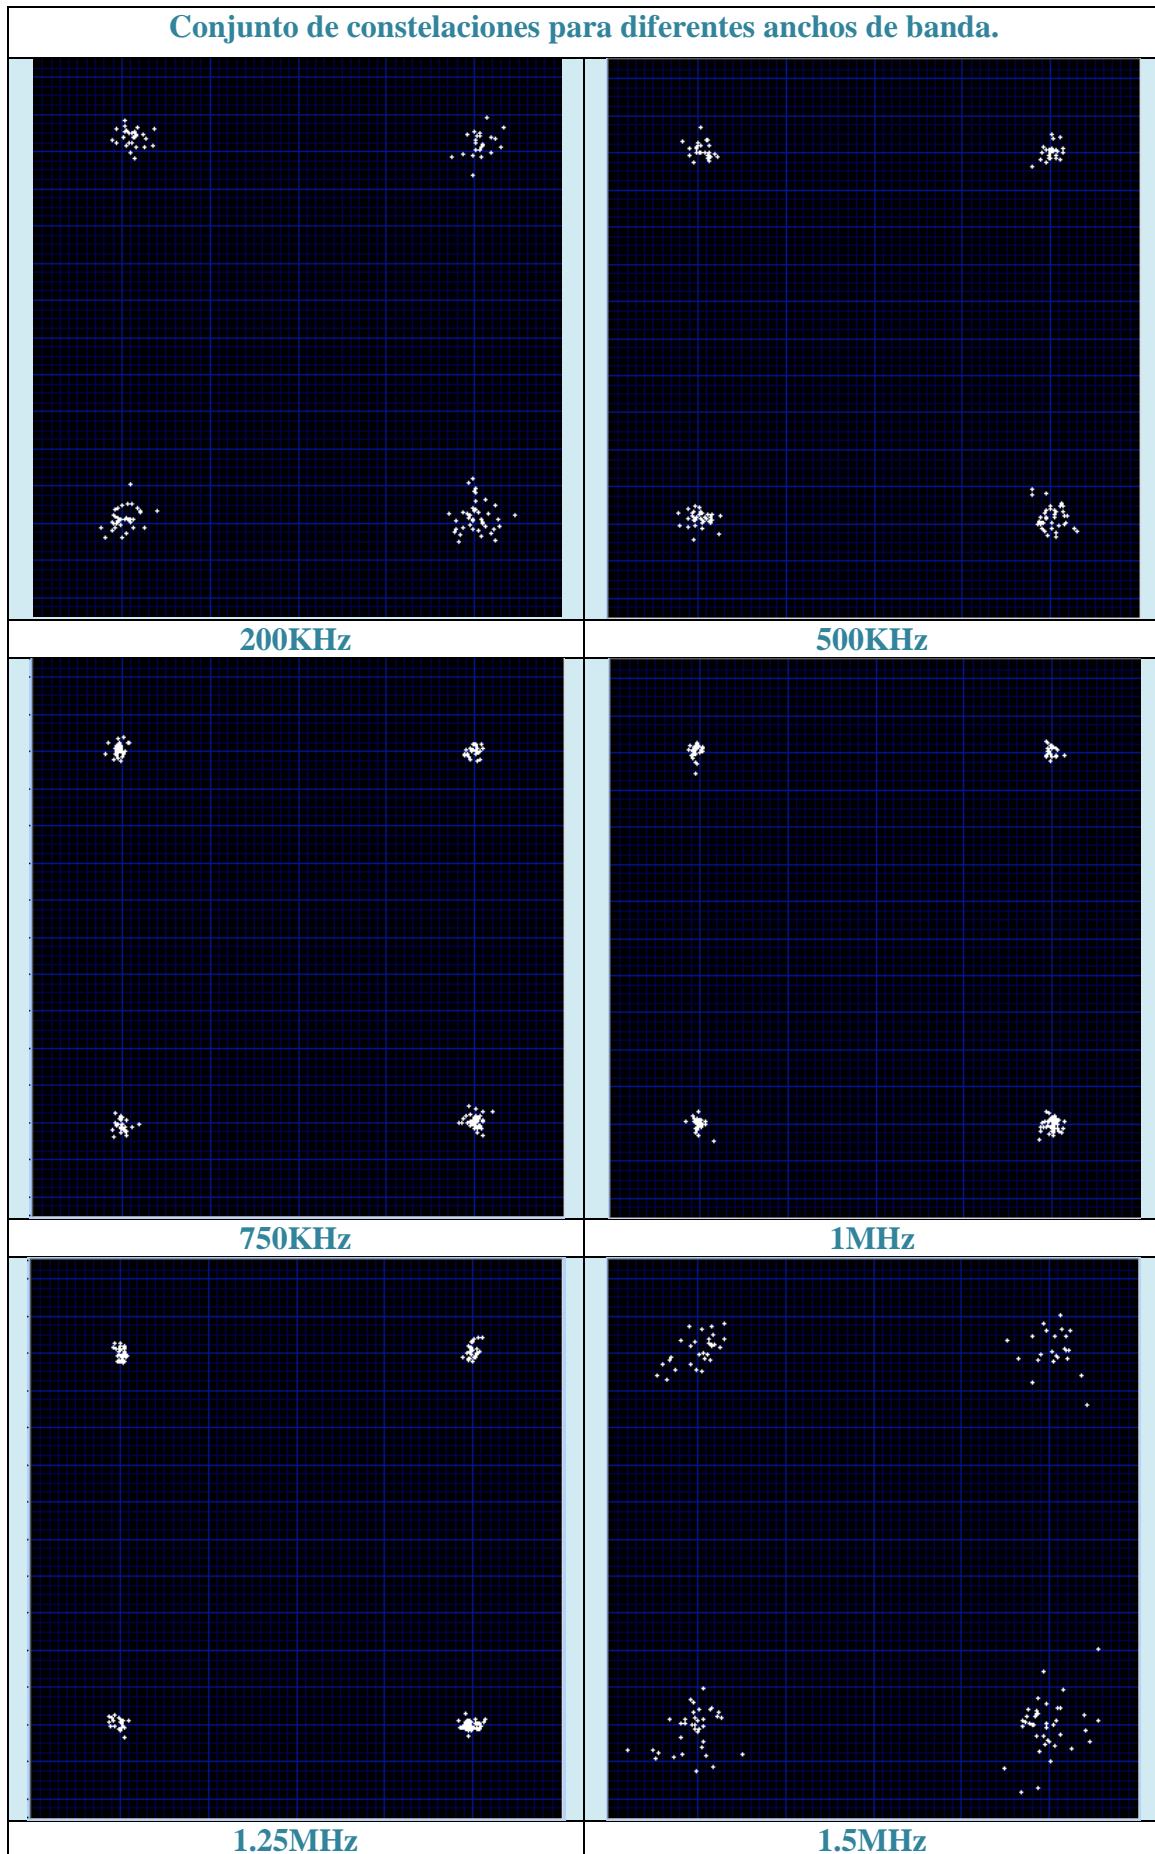 Conjunto de constelaciones para diferentes anchos de banda.
200KHz
500KHz
750KHz
1MHz
1.25MHz
1.5MHz